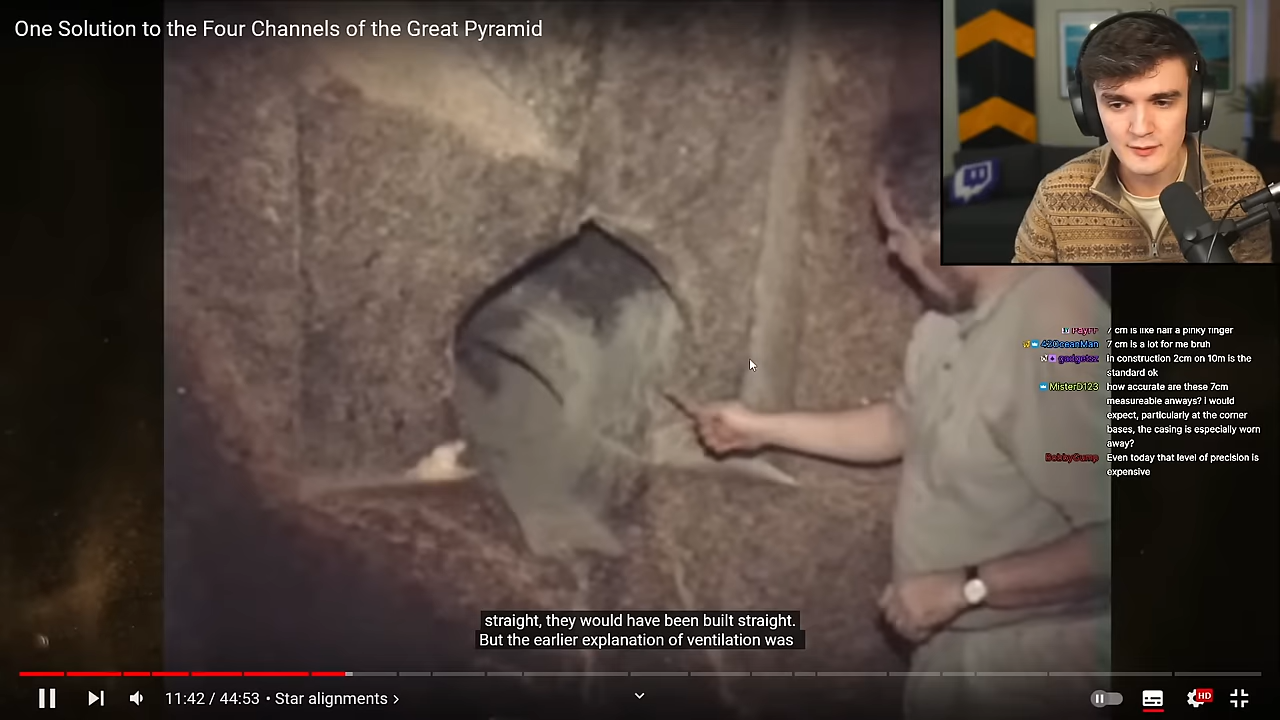 One Solution to the Four Channels of the Great Pyramid
7 cm is like half a pinky finger
42OceanMan 7 cm is a lot for me bruh
in construction 2cm on 10m is the
standard ok
MisterD123 how accurate are these 7cm
measureable anyways? I would
expect, particularly at the corner
bases, the casing is especially worn
away?
BobbyGump Even today that level of precision is
expensive
straight, they would have been built straight.
But the earlier explanation of ventilation was
11:42 / 44:53 • Star alignments ›
HD